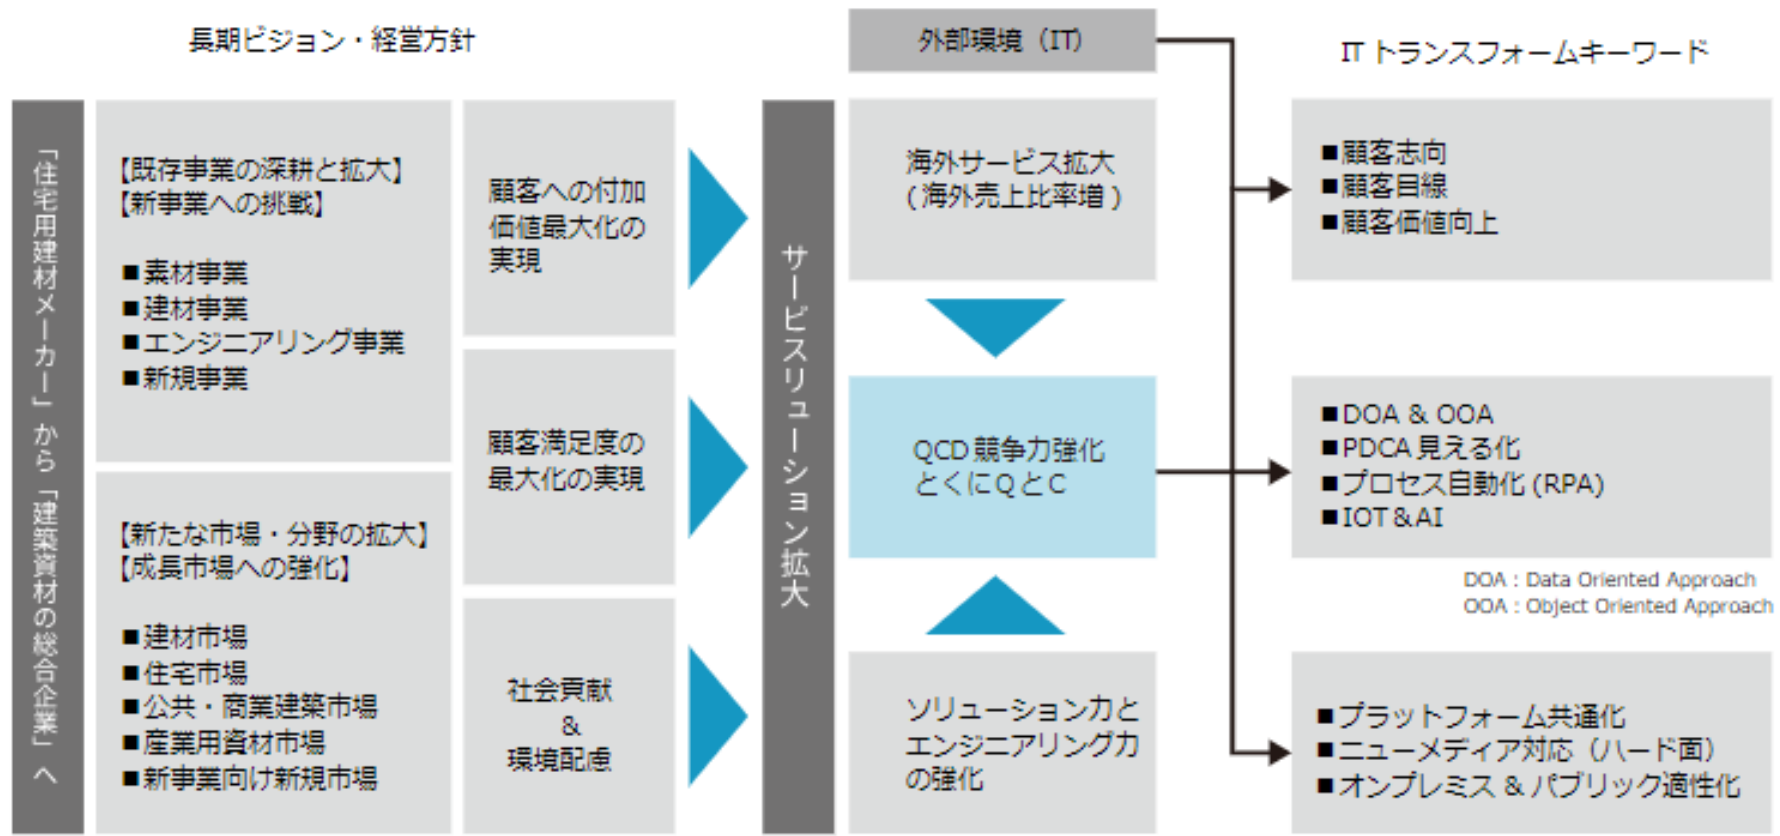 長期ビジョン・経営方針
外部環境（IT）
IT トランスフォームキーワード
「住宅用建材メーカー」から「建築資材の総合企業」へ
【既存事業の深耕と拡大】
【新事業への挑戦】
■素材事業
■建材事業
■エンジニアリング事業
■新規事業
【新たな市場・分野の拡大】
【成長市場への強化】
■建材市場
■住宅市場
■公共・商業建築市場
■産業用資材市場
■新事業向け新規市場
顧客への付加
価値最大化の
実現
顧客満足度の
最大化の実現
社会貢献
&
環境配慮
サービスリューション拡大
海外サービス拡大
(海外売上比率増)
QCD 競争力強化
とくにQとC
ソリューション力と
エンジニアリング力
の強化
■顧客志向
■顧客目線
■顧客価値向上
■DOA & OOA
■PDCA 見える化
■プロセス自動化 (RPA)
■IOT＆AI
DOA : Data Oriented Approach
OOA : Object Oriented Approach
■プラットフォーム共通化
■ニューメディア対応（ハード面）
■オンプレミス & パブリック適性化